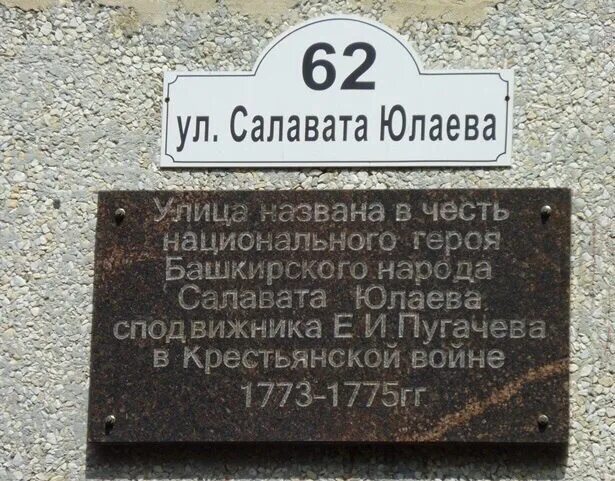 62
ул. Салавата Юлаева
Улица названа в честь
национального героя
Башкирского народа
Салавата Юлаева
сподвижника Е.И.Пугачева
в Крестьянской войне
1773-1775гг